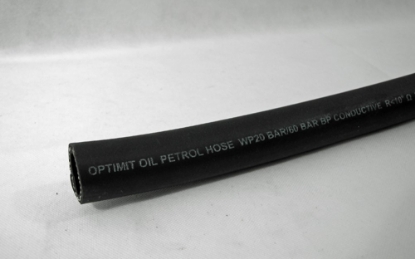 OPTIMIT OIL PETROL HOSE WP20 BAR/60 BAR BP CONDUCTIVE